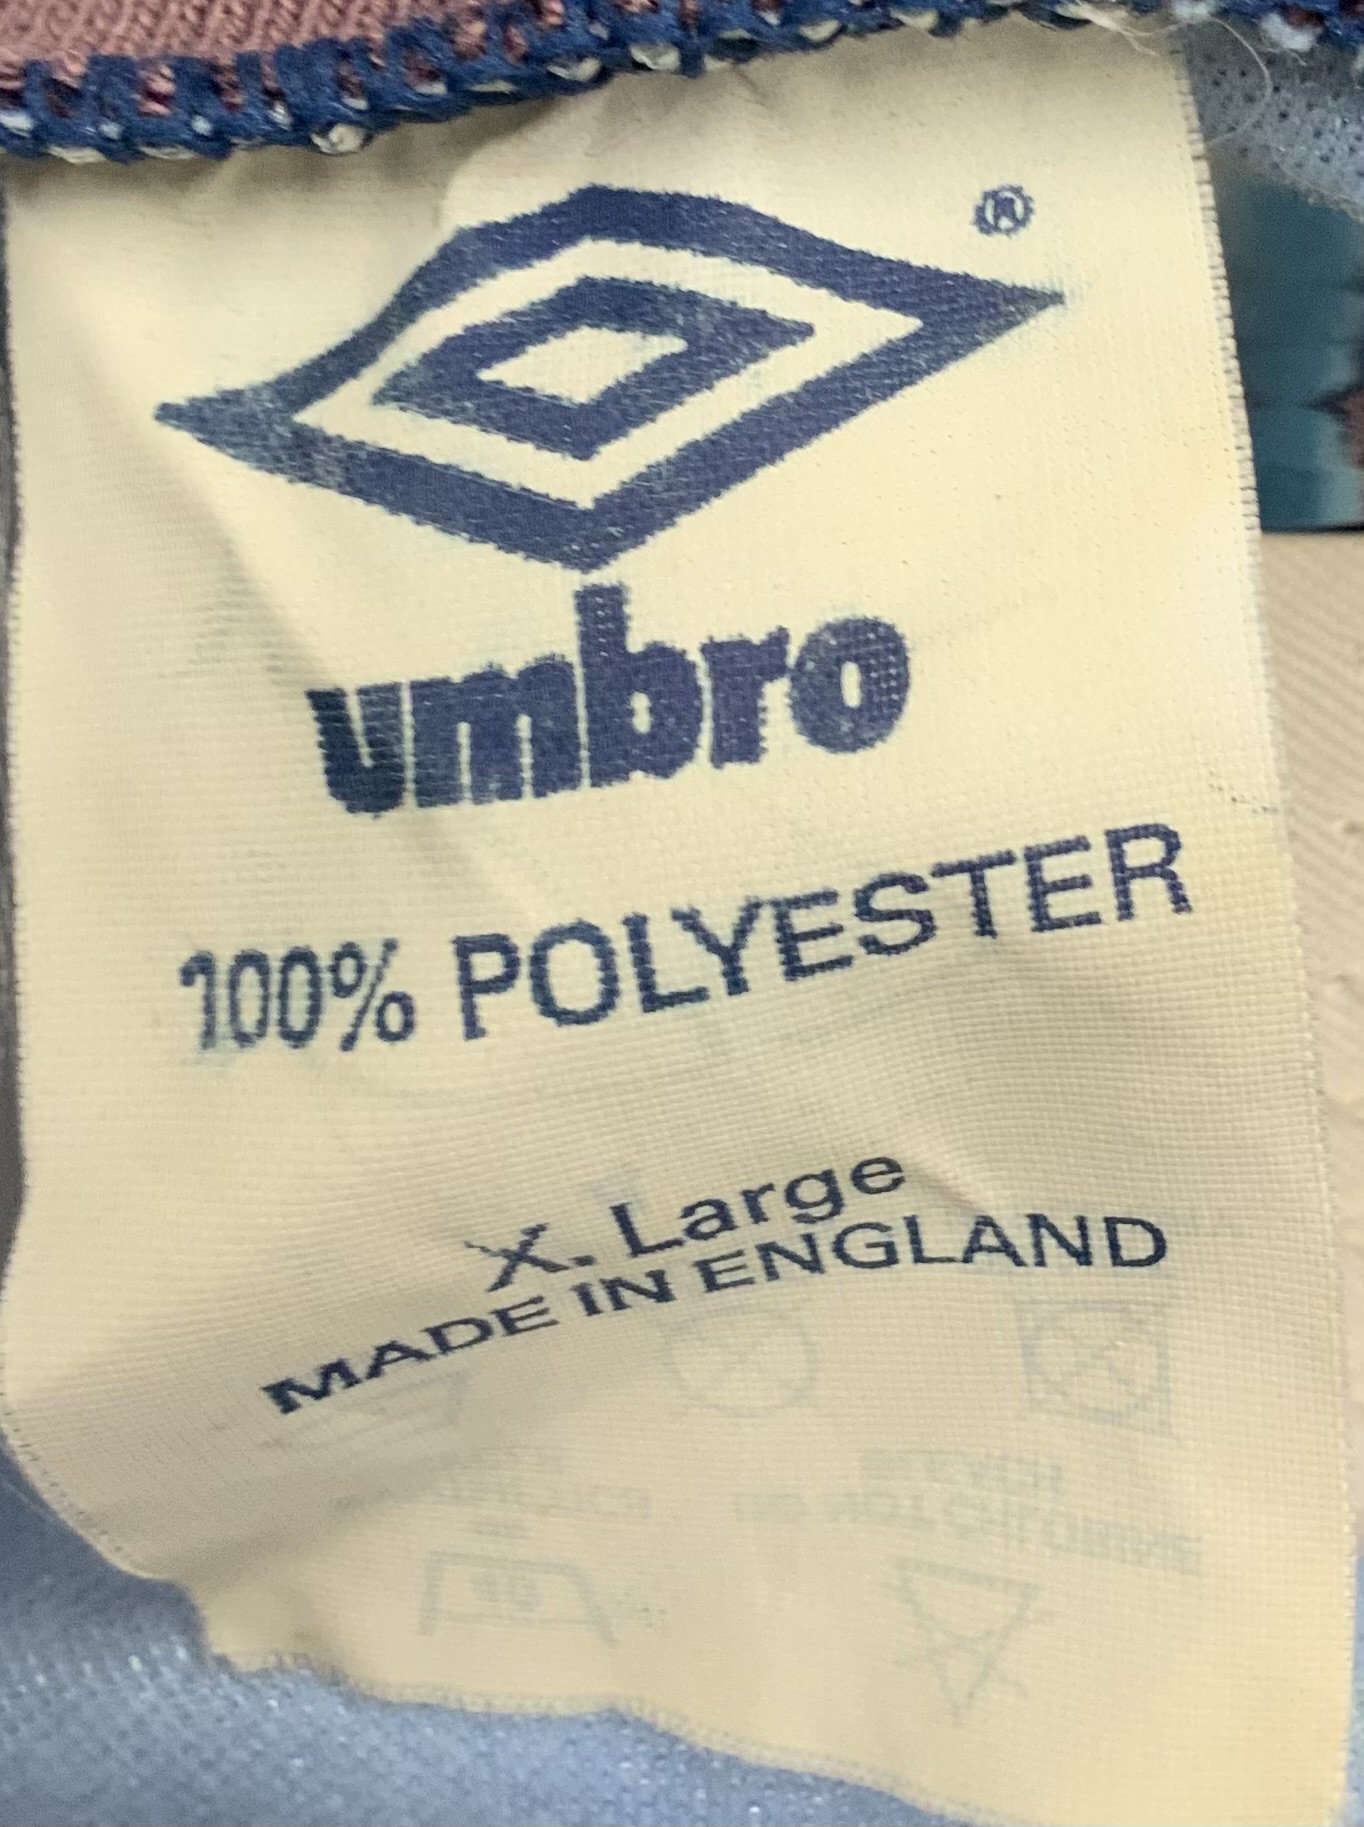 ®
umbro
100% POLYESTER
X. Large
MADE IN ENGLAND